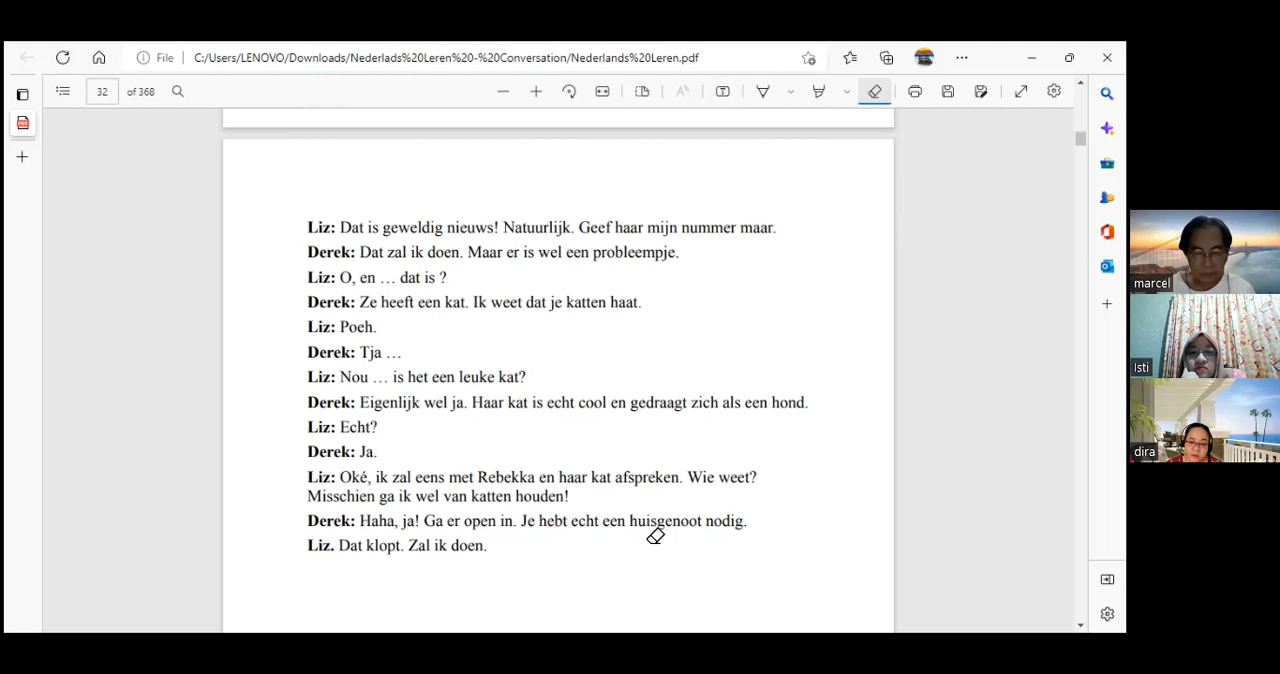 File
C:/Users/LENOVO/Downloads/Nederlads%20Leren%20-%20Conversation/Nederlands%20Leren.pdf
32 of 368
Liz: Dat is geweldig nieuws! Natuurlijk. Geef haar mijn nummer maar.
Derek: Dat zal ik doen. Maar er is wel een probleempje.
Liz: O, en … dat is ?
Derek: Ze heeft een kat. Ik weet dat je katten haat.
Liz: Poeh.
Derek: Tja …
Liz: Nou … is het een leuke kat?
Derek: Eigenlijk wel ja. Haar kat is echt cool en gedraagt zich als een hond.
Liz: Echt?
Derek: Ja.
Liz: Oké, ik zal eens met Rebekka en haar kat afspreken. Wie weet?
Misschien ga ik wel van katten houden!
Derek: Haha, ja! Ga er open in. Je hebt echt een huisgenoot nodig.
Liz. Dat klopt. Zal ik doen.
marcel
Isti
dira